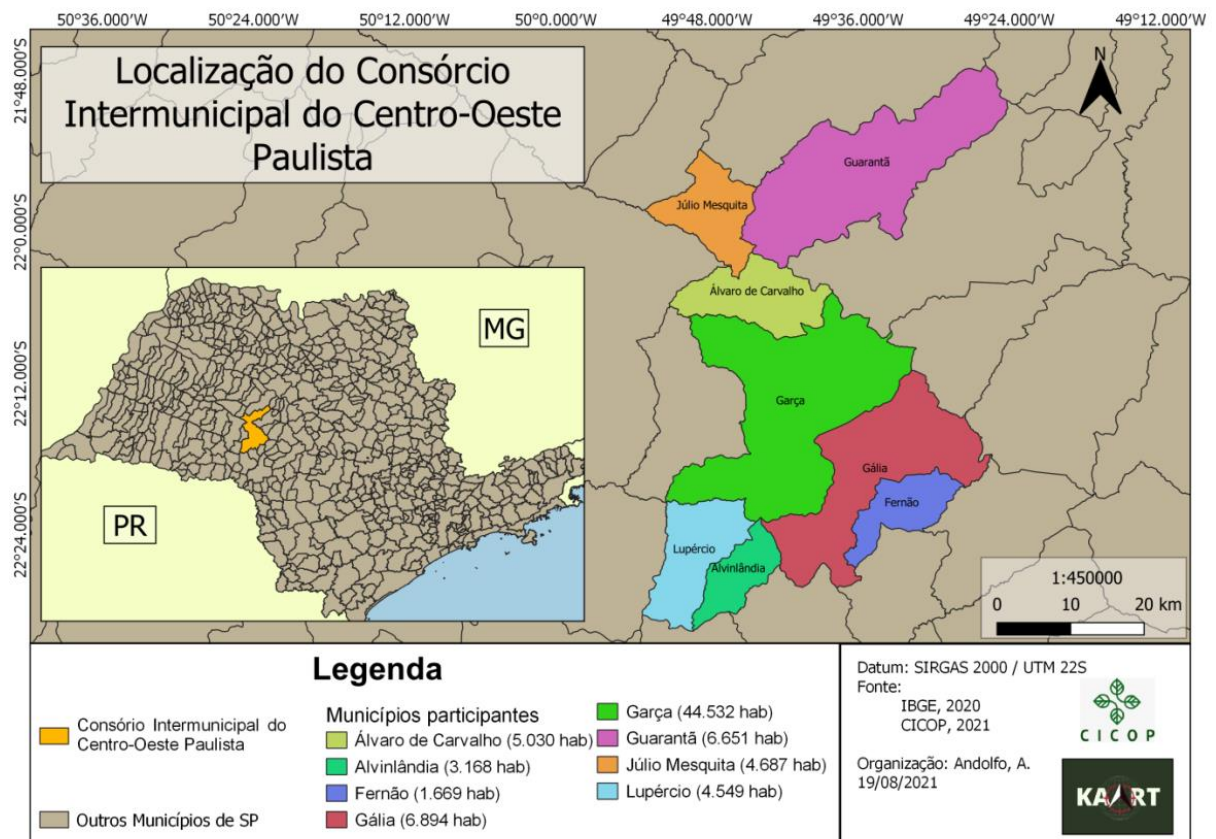 50°36.000'W 50°24.000'W 50°12.000'W 50°0.000'W 49°48.000'W 49°36.000'W 49°24.000'W 49°12.000'W
21°48.000'S
22°0.000'S
22°12.000'S
22°24.000'S
Localização do Consórcio
Intermunicipal do Centro-Oeste
Paulista
N
Guarantã
Júlio Mesquita
Álvaro de Carvalho
Garça
Gália
Fernão
Lupércio
Alvinlândia
MG
PR
1:450000
0 10 20 km
Legenda
Consório Intermunicipal do
Centro-Oeste Paulista
Outros Municípios de SP
Municípios participantes
Álvaro de Carvalho (5.030 hab)
Alvinlândia (3.168 hab)
Fernão (1.669 hab)
Gália (6.894 hab)
Garça (44.532 hab)
Guarantã (6.651 hab)
Júlio Mesquita (4.687 hab)
Lupércio (4.549 hab)
Datum: SIRGAS 2000 / UTM 22S
Fonte:
IBGE, 2020
CICOP, 2021
Organização: Andolfo, A.
19/08/2021
CICOP
KAART